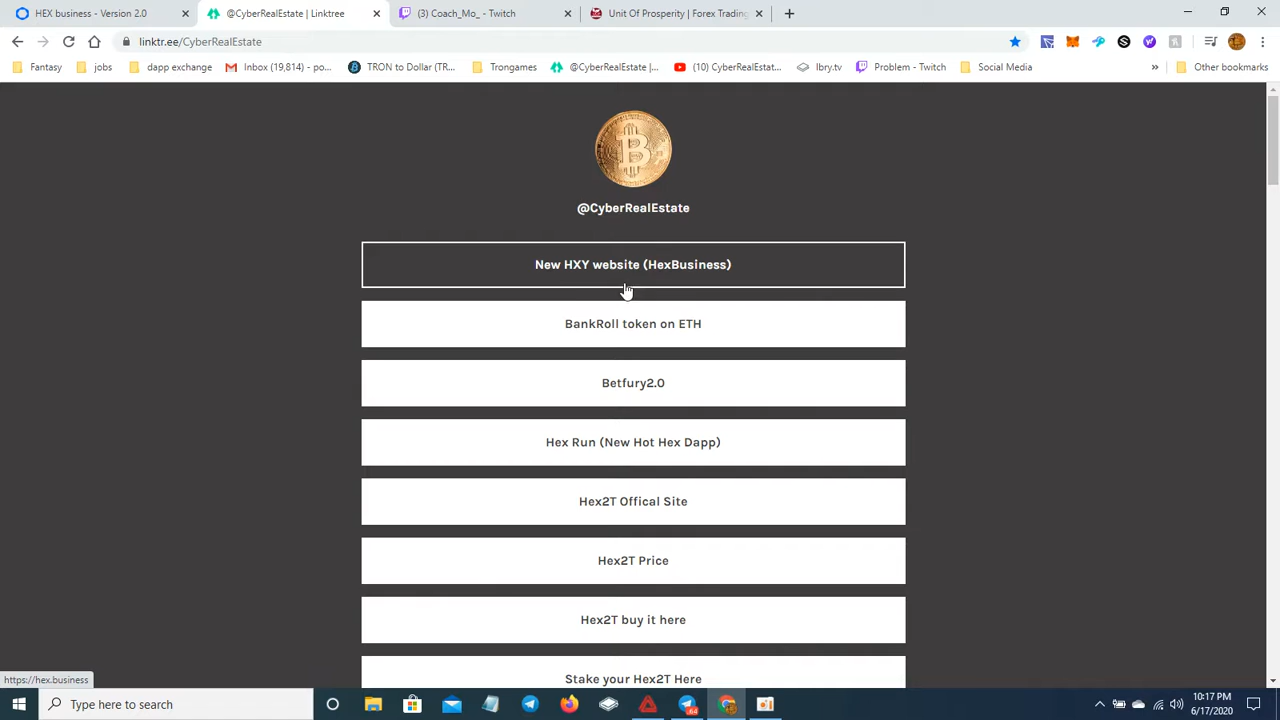 HEX business - Version 2.0
@CyberRealEstate | Linktree
(3) Coach_Mo_ - Twitch
Unit Of Prosperity | Forex Trading
linktr.ee/CyberRealEstate
Fantasy
jobs
dapp exchange
Inbox (19,814) - po...
TRON to Dollar (TR...
Trongames
@CyberRealEstate |...
(10) CyberRealEstat...
lbry.tv
Problem - Twitch
Social Media
»
Other bookmarks
@CyberRealEstate
New HXY website (HexBusiness)
BankRoll token on ETH
Betfury2.0
Hex Run (New Hot Hex Dapp)
Hex2T Offical Site
Hex2T Price
Hex2T buy it here
Stake your Hex2T Here
https://hex.business
Type here to search
64
10:17 PM
6/17/2020